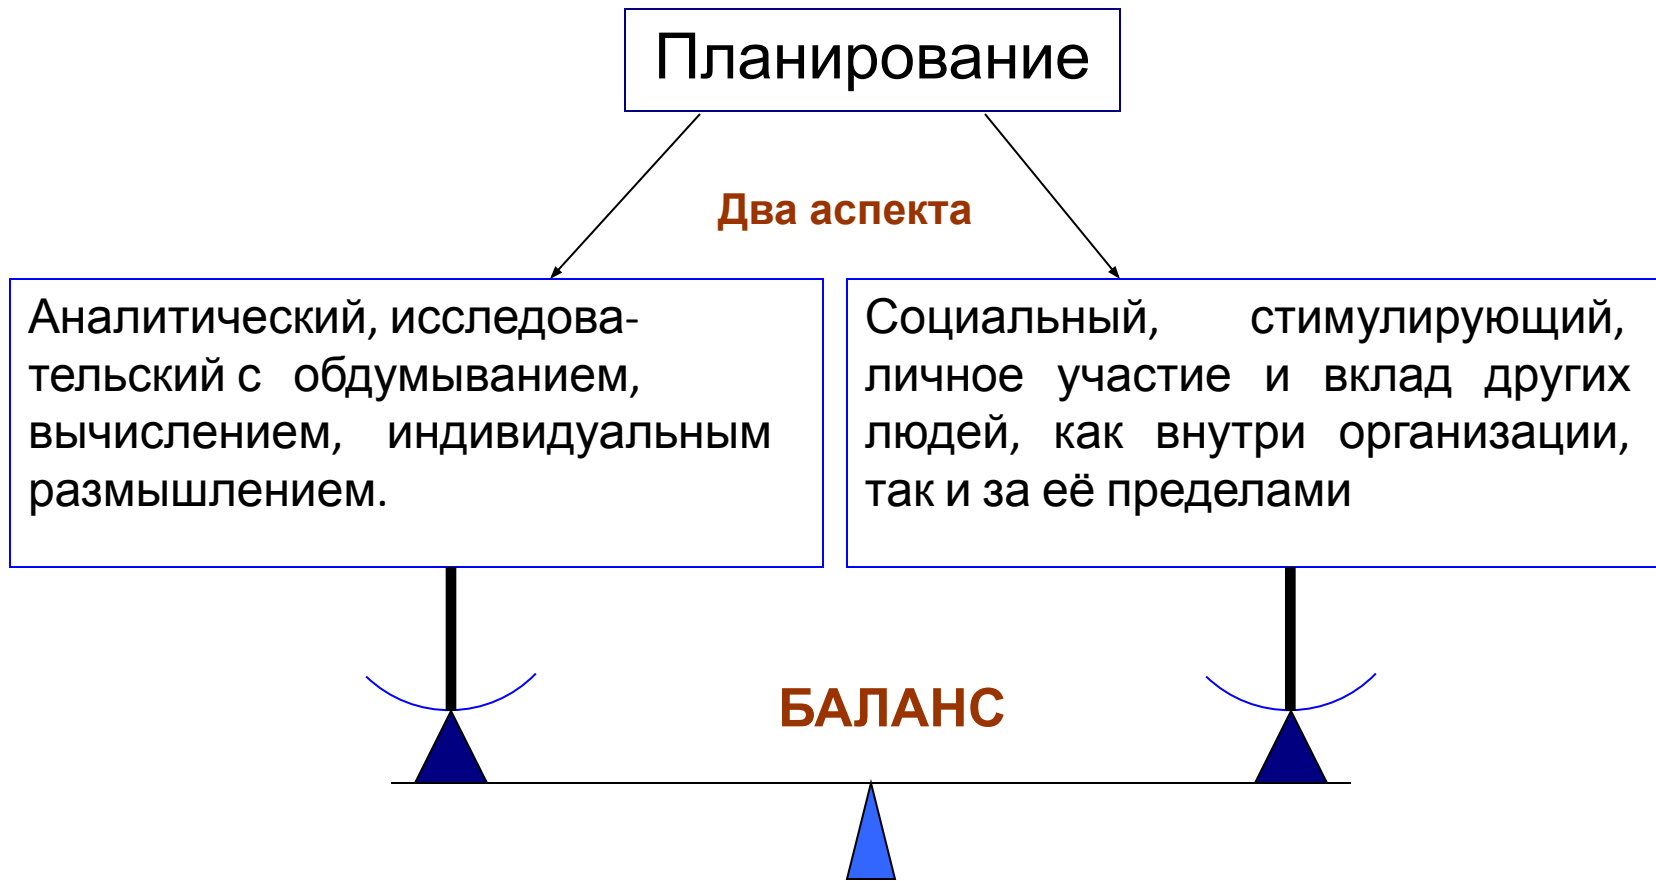 Планирование
Два аспекта
Аналитический, исследова-
тельский с обдумыванием,
вычислением, индивидуальным
размышлением.
Социальный, стимулирующий,
личное участие и вклад других
людей, как внутри организации,
так и за её пределами
БАЛАНС